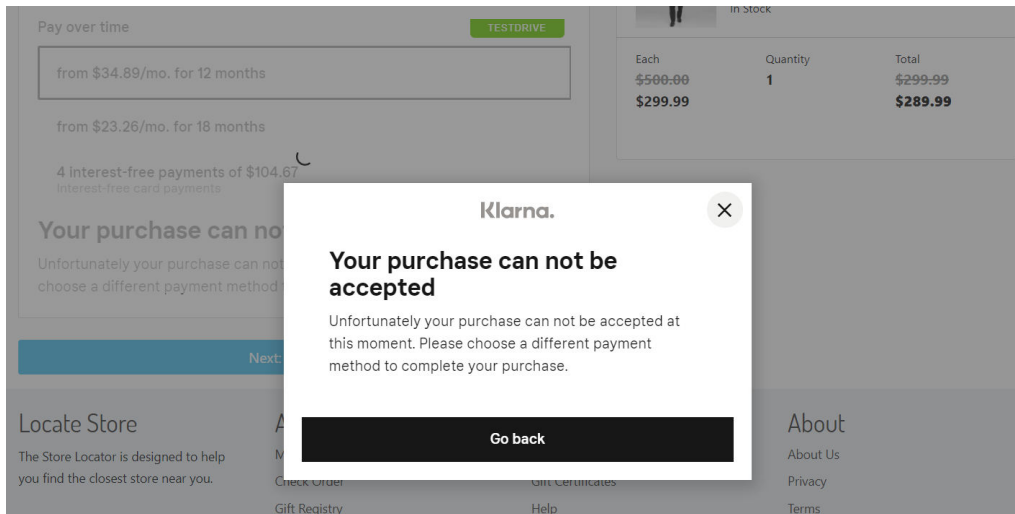 Pay over time
TESTDRIVE
from $34.89/mo. for 12 months
from $23.26/mo. for 18 months
4 interest-free payments of $104.67
Interest-free card payments
Your purchase can no
Unfortunately your purchase can not
choose a different payment method
Next:
In Stock
Each Quantity Total
$500.00 1 $299.99
$299.99 $289.99
Klarna.
Your purchase can not be
accepted
Unfortunately your purchase can not be accepted at
this moment. Please choose a different payment
method to complete your purchase.
Go back
Locate Store
The Store Locator is designed to help
you find the closest store near you.
A
M
Check Order
Gift Registry
Gift Certificates
Help
About
About Us
Privacy
Terms